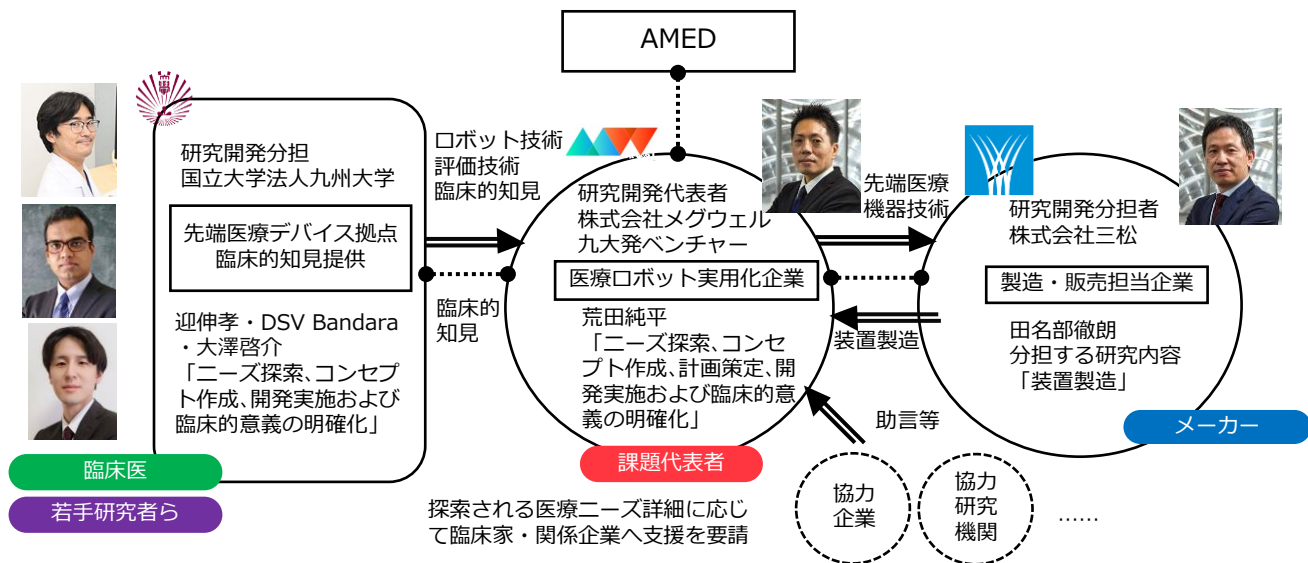 AMED
研究開発分担
国立大学法人九州大学
先端医療デバイス拠点
臨床的知見提供
迎伸孝・DSV Bandara
・大澤啓介
「ニーズ探索、コンセ
プト作成、開発実施および
臨床的意義の明確化」
臨床医
若手研究者ら
ロボット技術
評価技術
臨床的知見
臨床的
知見
研究開発代表者
株式会社メグウェル
九大発ベンチャー
医療ロボット実用化企業
荒田純平
「ニーズ探索、コンセ
プト作成、計画策定、開
発実施および臨床的意
義の明確化」
課題代表者
先端医療
機器技術
装置製造
研究開発分担者
株式会社三松
製造・販売担当企業
田名部徹朗
分担する研究内容
「装置製造」
メーカー
助言等
協力
企業
協力
研究
機関
……
探索される医療ニーズ詳細に応じ
て臨床家・関係企業へ支援を要請